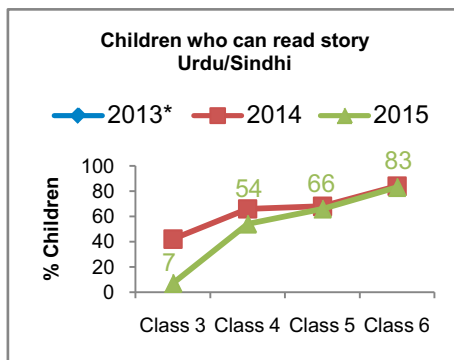 Children who can read story
Urdu/Sindhi
2013* 2014 2015
100
80
60
40
20
0
% Children
7
54
66
83
Class 3 Class 4 Class 5 Class 6